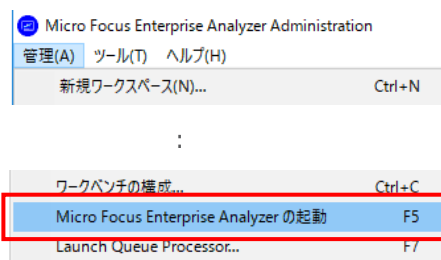 Micro Focus Enterprise Analyzer Administration
管理(A) ツール(T) ヘルプ(H)
新規ワークスペース(N)... Ctrl+N
:
ワークベンチの構成... Ctrl+C
Micro Focus Enterprise Analyzer の起動 F5
Launch Queue Processor... F7